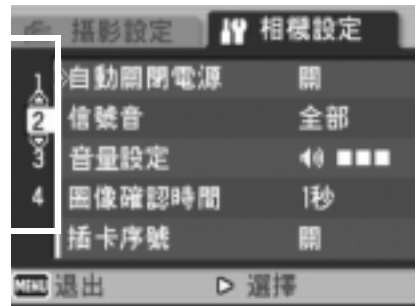 攝影設定 相機設定
1 自動關閉電源 關
2 信號音 全部
3 音量設定
4 圖像確認時間 1秒
插卡序號 關
MENU 退出 選擇